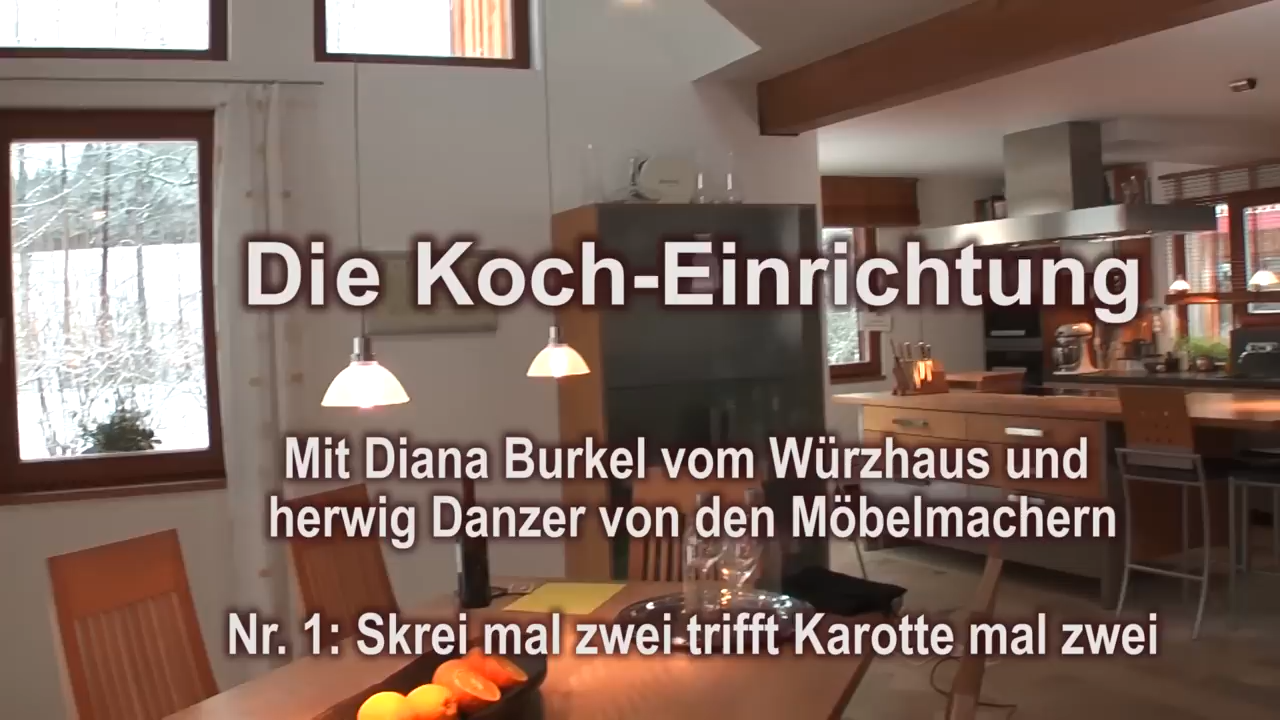 Die Koch-Einrichtung
Mit Diana Burkel vom Würzhaus und
herwig Danzer von den Möbelmachern
Nr. 1: Skrei mal zwei trifft Karotte mal zwei